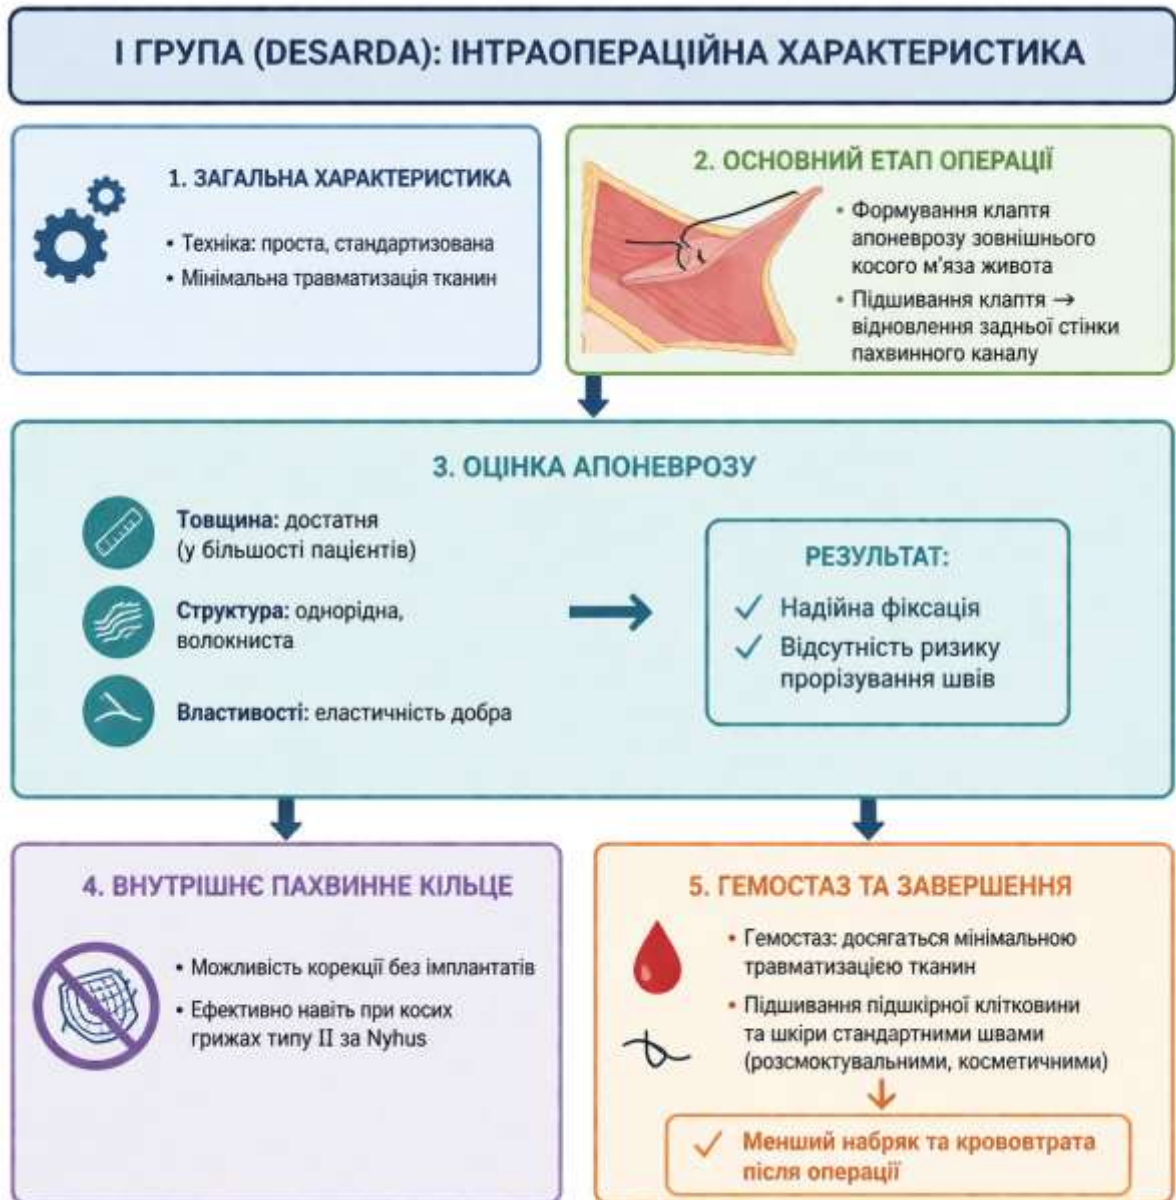 І ГРУПА (DESARDA): ІНТРАОПЕРАЦІЙНА ХАРАКТЕРИСТИКА
1. ЗАГАЛЬНА ХАРАКТЕРИСТИКА
• Техніка: проста, стандартизована
• Мінімальна травматизація тканин
2. ОСНОВНИЙ ЕТАП ОПЕРАЦІЇ
• Формування клаптя
апоневрозу зовнішнього
косого м'яза живота
• Підшивання клаптя →
відновлення задньої стінки
пахвинного каналу
3. ОЦІНКА АПОНЕВРОЗУ
Товщина: достатня
(у більшості пацієнтів)
Структура: однорідна,
волокниста
Властивості: еластичність добра
РЕЗУЛЬТАТ:
✓ Надійна фіксація
✓ Відсутність ризику
прорізування швів
4. ВНУТРІШНЄ ПАХВИННЕ КІЛЬЦЕ
• Можливість корекції без імплантатів
• Ефективно навіть при косих
грижах типу II за Nyhus
5. ГЕМОСТАЗ ТА ЗАВЕРШЕННЯ
• Гемостаз: досягається мінімальною
травматизацією тканин
• Підшивання підшкірної клітковини
та шкіри стандартними швами
(розсмоктувальними, косметичними)
✓ Менший набряк та крововтрата
після операції